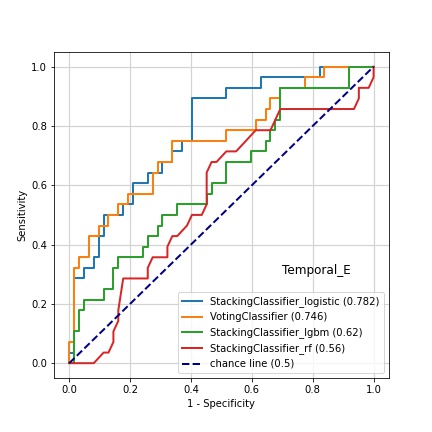 1.0
0.8
0.6
0.4
0.2
0.0
Sensitivity
Temporal_E
StackingClassifier_logistic (0.782)
VotingClassifier (0.746)
StackingClassifier_lgbm (0.62)
StackingClassifier_rf (0.56)
chance line (0.5)
0.0 0.2 0.4 0.6 0.8 1.0
1 - Specificity